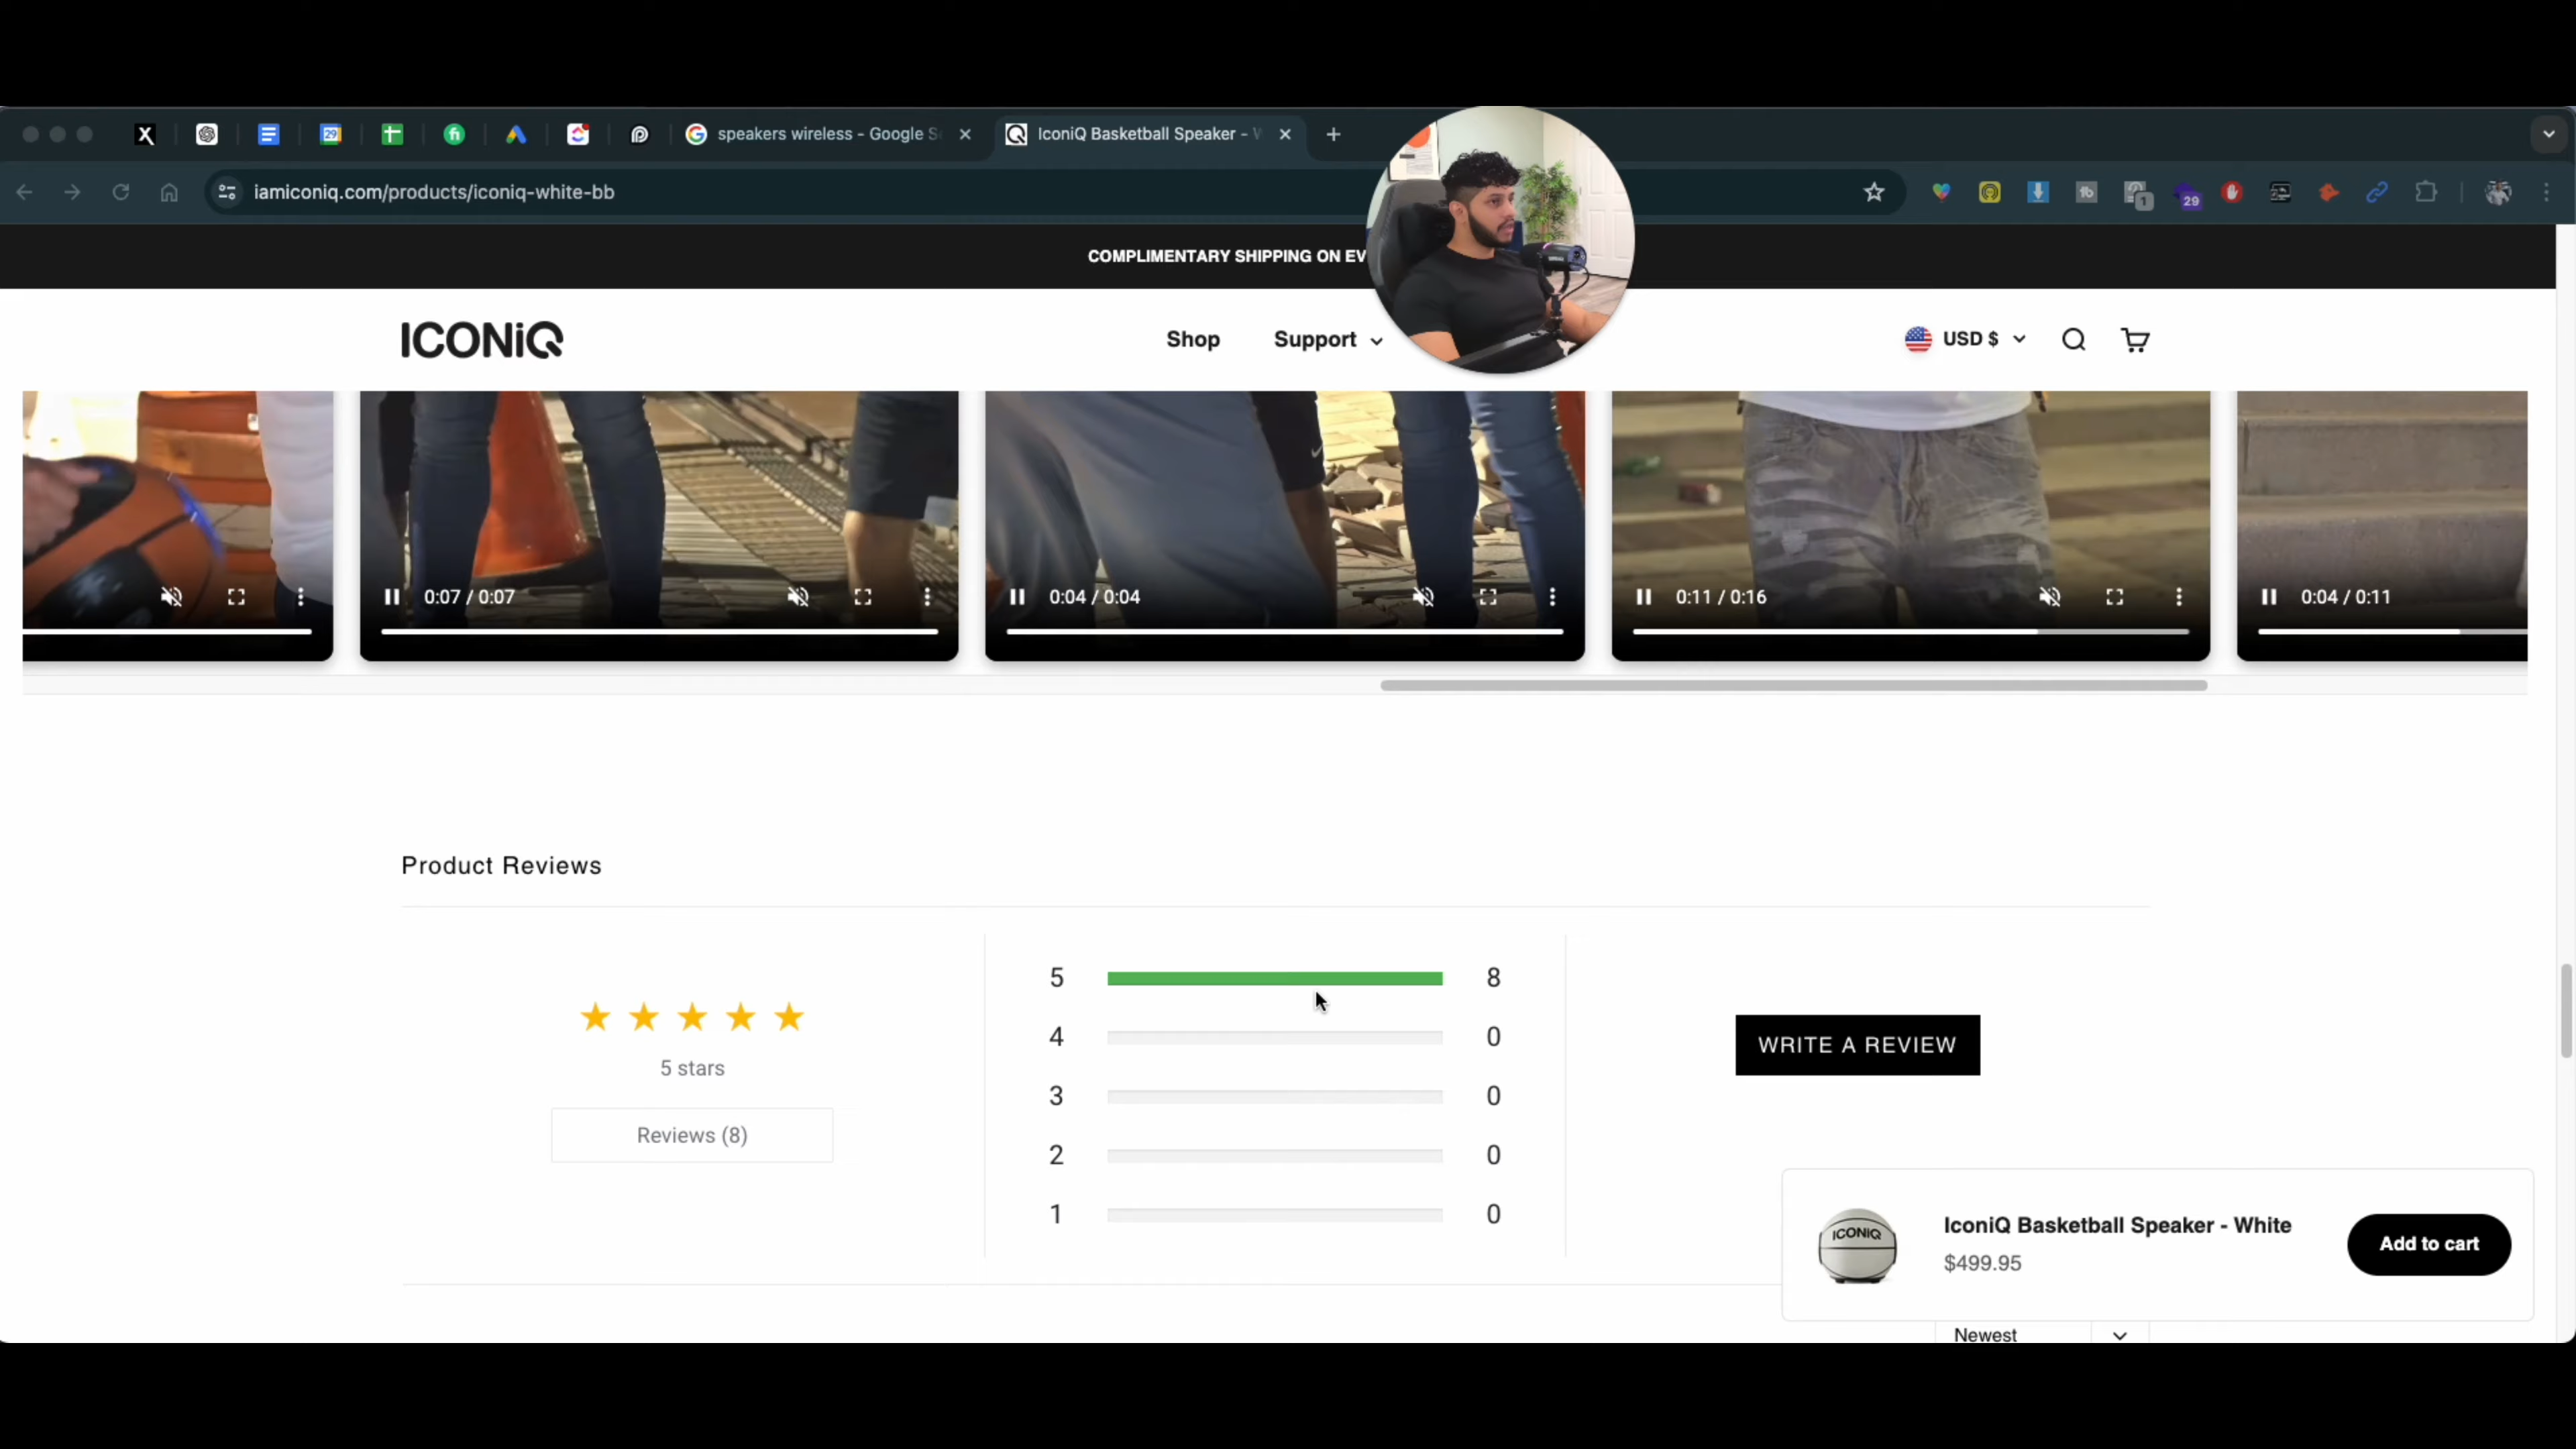 speakers wireless - Google S
IconiQ Basketball Speaker - W
iamiconiq.com/products/iconiq-white-bb
1
29
COMPLIMENTARY SHIPPING ON EV
ICONiQ
Shop
Support
USD $
0:07 / 0:07
0:04 / 0:04
0:11 / 0:16
0:04 / 0:11
Product Reviews
5 stars
Reviews (8)
5 8
4 0
3 0
2 0
1 0
WRITE A REVIEW
ICONiQ
IconiQ Basketball Speaker - White
$499.95
Add to cart
Newest